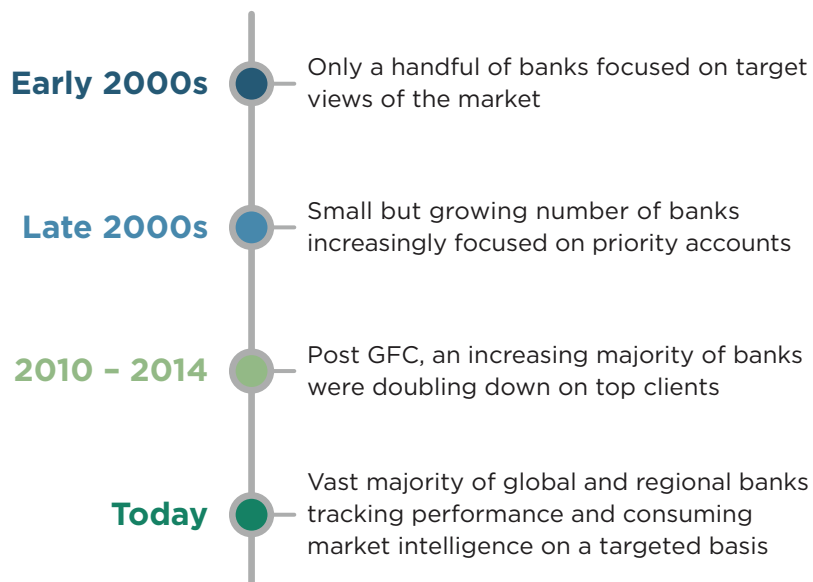 Early 2000s
Only a handful of banks focused on target
views of the market
Late 2000s
Small but growing number of banks
increasingly focused on priority accounts
2010 – 2014
Post GFC, an increasing majority of banks
were doubling down on top clients
Today
Vast majority of global and regional banks
tracking performance and consuming
market intelligence on a targeted basis